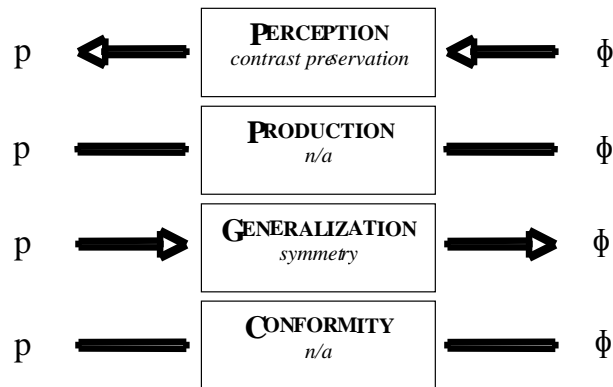 p PERCEPTION ϕ
contrast preservation
p PRODUCTION ϕ
n/a
p GENERALIZATION ϕ
symmetry
p CONFORMITY ϕ
n/a